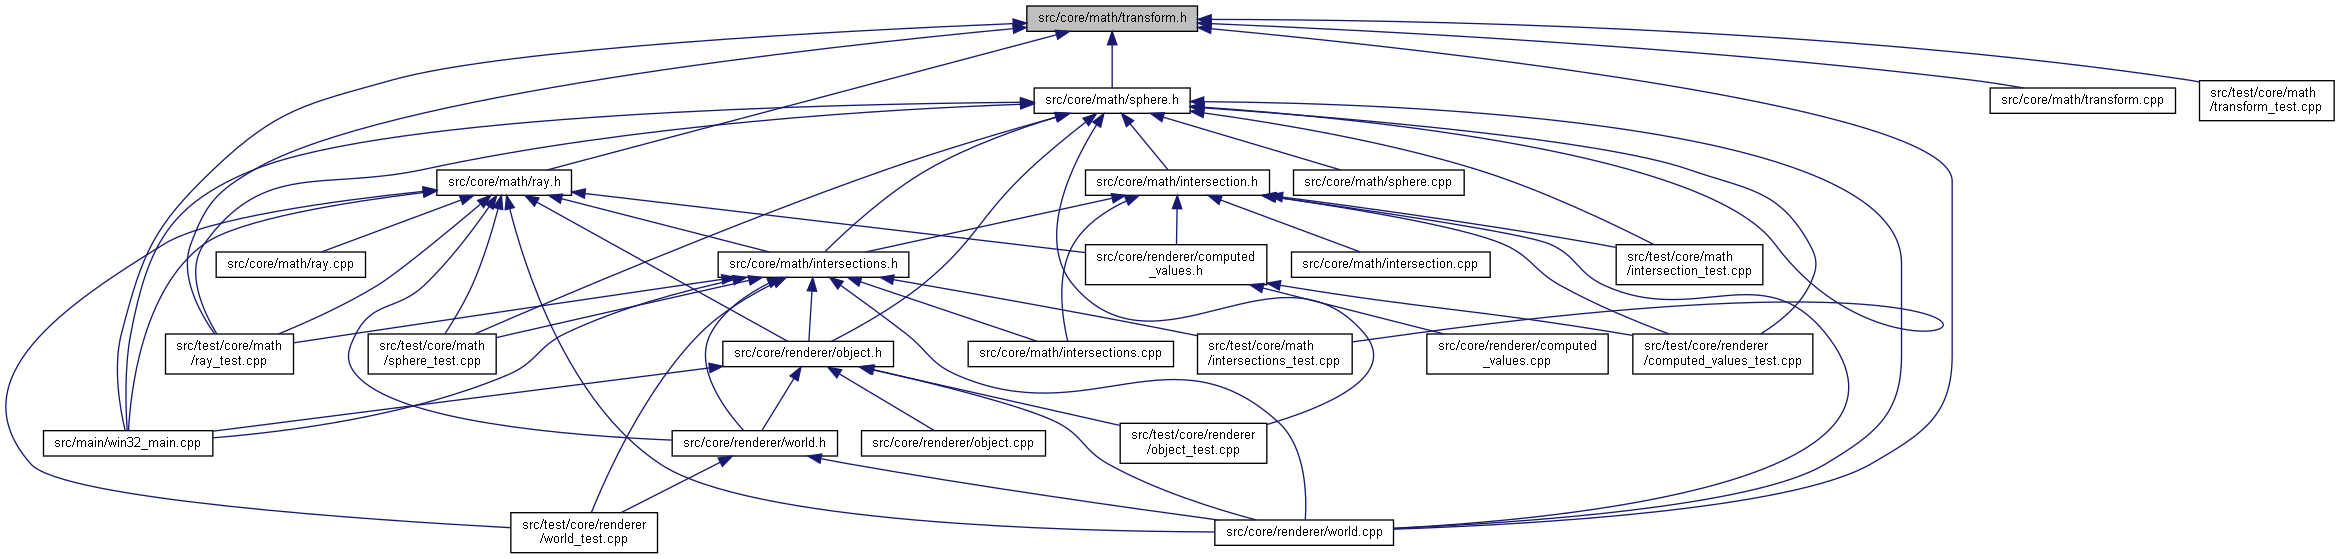 src/core/math/transform.h
src/core/math/sphere.h
src/core/math/transform.cpp
src/test/core/math
/transform_test.cpp
src/core/math/ray.h
src/core/math/intersection.h
src/core/math/sphere.cpp
src/core/math/ray.cpp
src/core/math/intersections.h
src/core/renderer/computed
_values.h
src/core/math/intersection.cpp
src/test/core/math
/intersection_test.cpp
src/test/core/math
/ray_test.cpp
src/test/core/math
/sphere_test.cpp
src/core/renderer/object.h
src/core/math/intersections.cpp
src/test/core/math
/intersections_test.cpp
src/core/renderer/computed
_values.cpp
src/test/core/renderer
/computed_values_test.cpp
src/main/win32_main.cpp
src/core/renderer/world.h
src/core/renderer/object.cpp
src/test/core/renderer
/object_test.cpp
src/test/core/renderer
/world_test.cpp
src/core/renderer/world.cpp